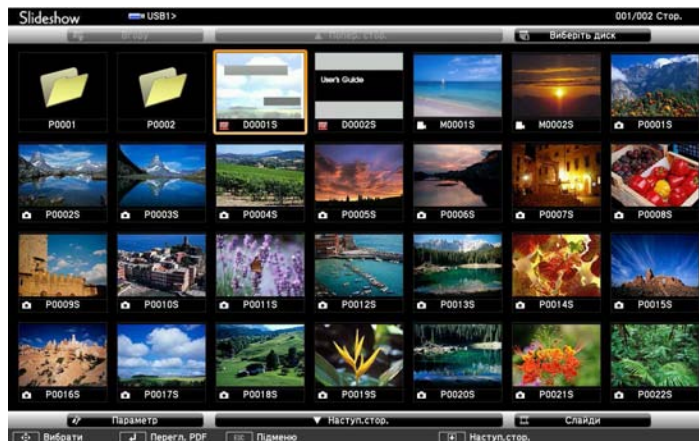 Slideshow USB1> 001/002 Стор.
Вгору ▲ Попер. стор. Виберіть диск
User's Guide
P0001 P0002 D0001S D0002S M0001S M0002S P0001S
P0002S P0003S P0004S P0005S P0006S P0007S P0008S
P0009S P0010S P0011S P0012S P0013S P0014S P0015S
P0016S P0017S P0018S P0019S P0020S P0021S P0022S
Параметр ▼ Наступ.стор. Слайди
Вибрати Перегл. PDF ESC Підменю Наступ.стор.